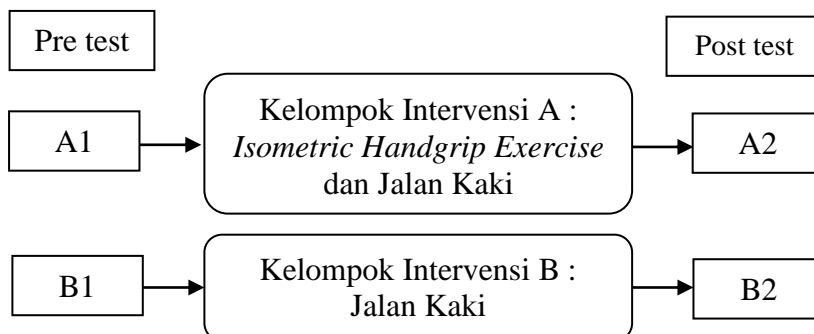 Pre test
Post test
Kelompok Intervensi A :
Isometric Handgrip Exercise
dan Jalan Kaki
A1
A2
Kelompok Intervensi B :
Jalan Kaki
B1
B2